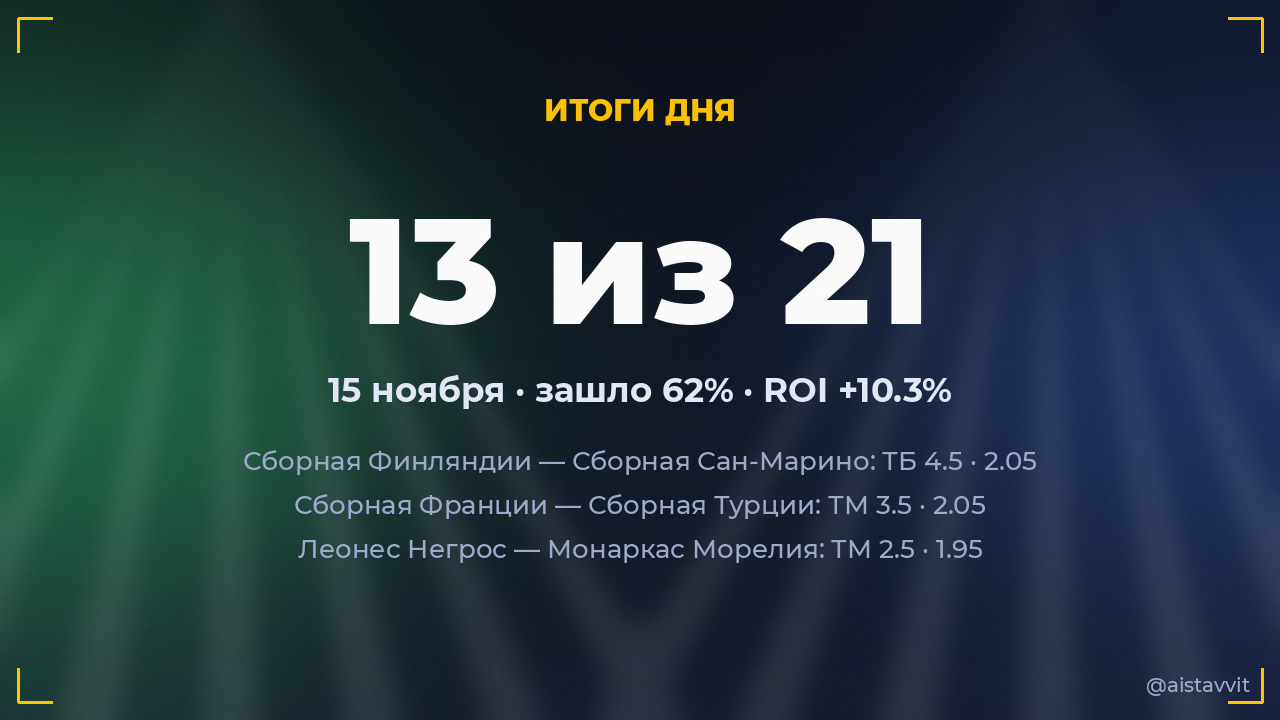 ИТОГИ ДНЯ
13 из 21
15 ноября · зашло 62% · ROI +10.3%
Сборная Финляндии — Сборная Сан-Марино: ТБ 4.5 · 2.05
Сборная Франции — Сборная Турции: ТМ 3.5 · 2.05
Леонес Негрос — Монаркас Морелия: ТМ 2.5 · 1.95
@aistavvit